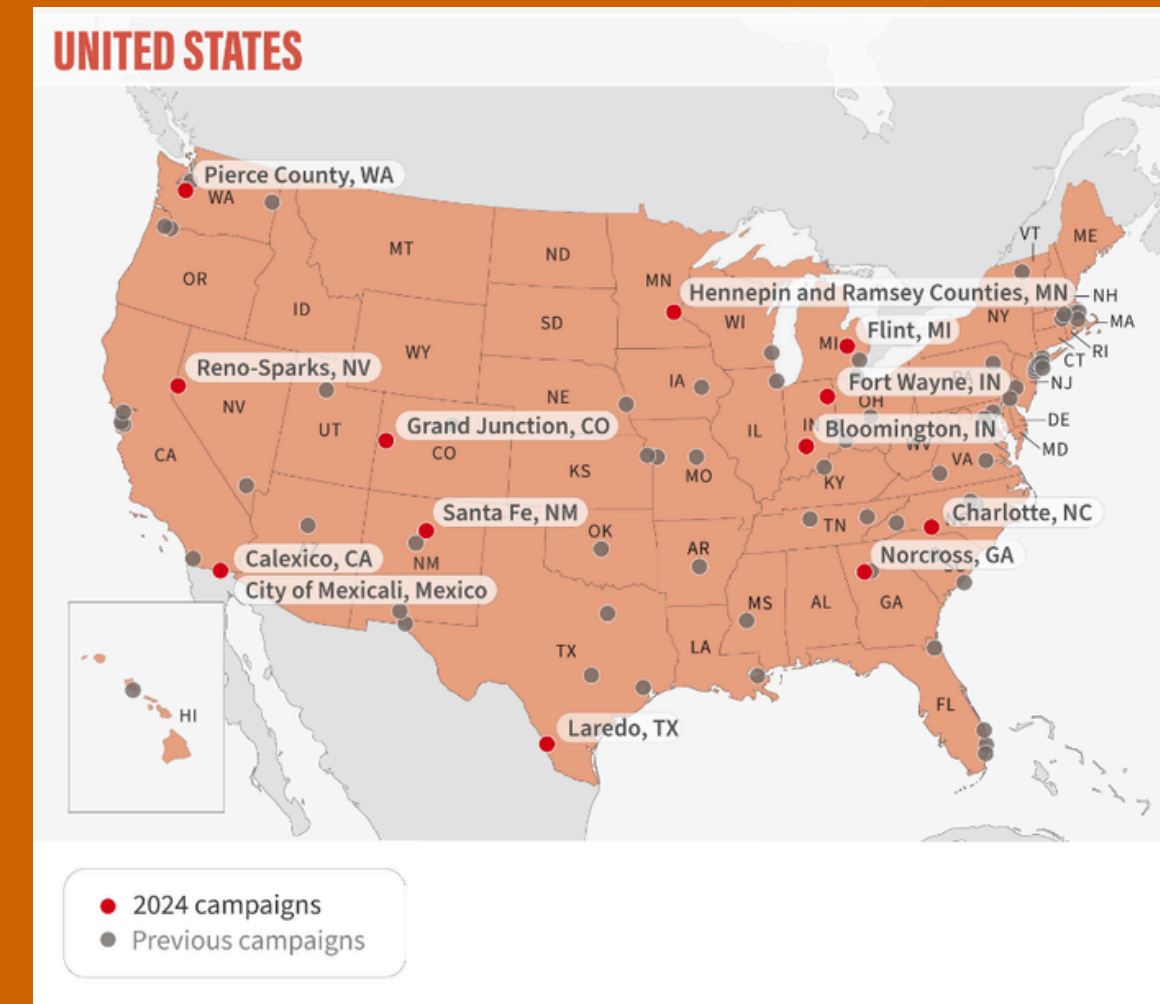 UNITED STATES
Pierce County, WA
WA
VT
ME
MT
ND
OR
MN
Hennepin and Ramsey Counties, MN
NH
ID
NY
MA
SD
WI
Flint, MI
MI
RI
WY
CT
Reno-Sparks, NV
IA
Fort Wayne, IN
PA
NJ
NE
OH
NV
UT
Grand Junction, CO
IL
IN
Bloomington, IN
DE
CA
CO
WV
MD
KS
MO
VA
KY
Santa Fe, NM
Charlotte, NC
OK
TN
AZ
Calexico, CA
NM
AR
Norcross, GA
City of Mexicali, Mexico
MS
AL
GA
TX
LA
HI
FL
Laredo, TX
2024 campaigns
Previous campaigns